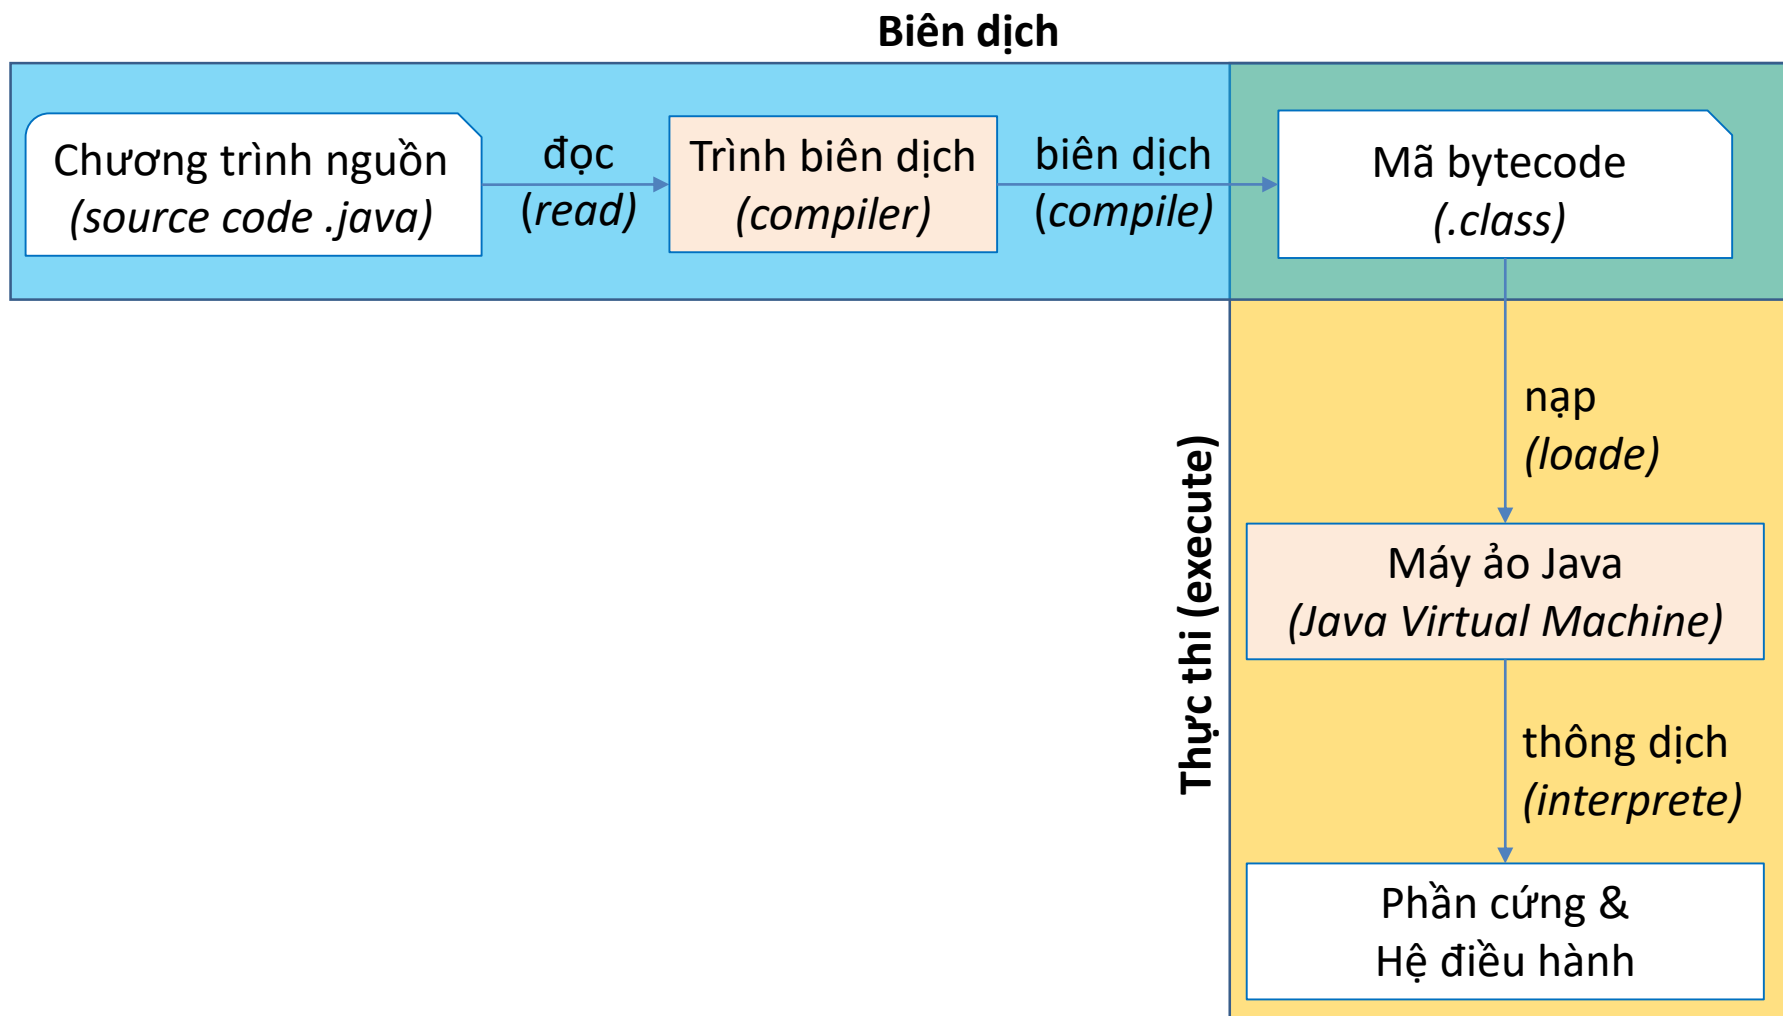 Biên dịch
Chương trình nguồn
(source code .java)
đọc
(read)
Trình biên dịch
(compiler)
biên dịch
(compile)
Mã bytecode
(.class)
nạp
(loade)
Thực thi (execute)
Máy ảo Java
(Java Virtual Machine)
thông dịch
(interprete)
Phần cứng &
Hệ điều hành